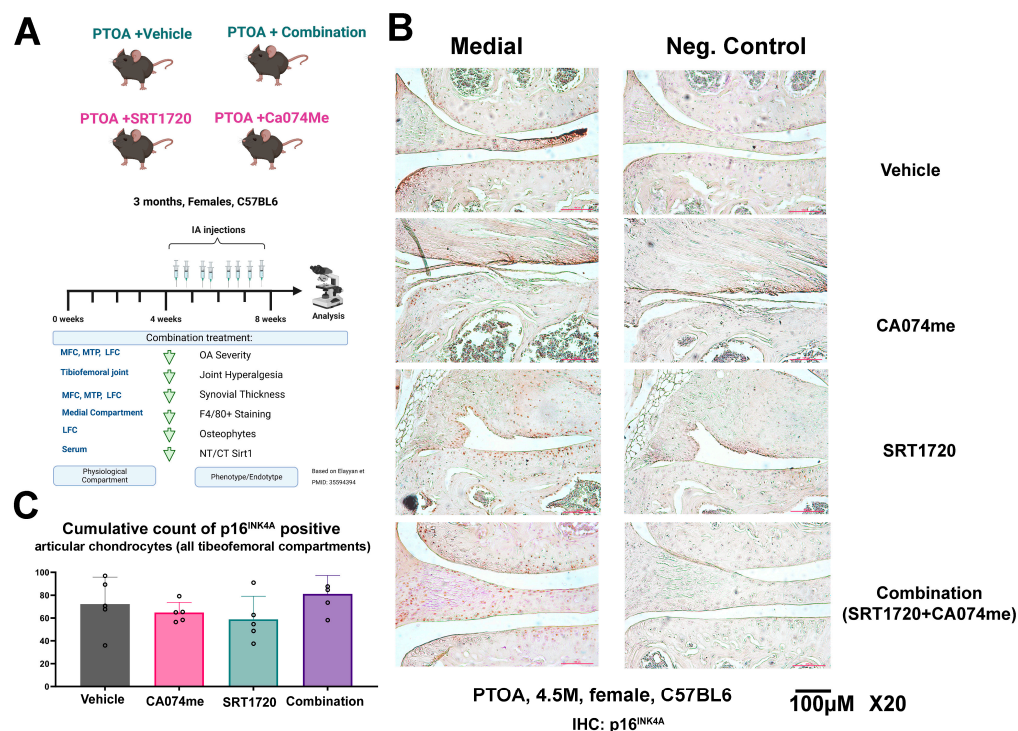 A
PTOA +Vehicle
PTOA + Combination
PTOA +SRT1720
PTOA +Ca074Me
3 months, Females, C57BL6
IA injections
0 weeks
4 weeks
8 weeks
Analysis
Combination treatment:
MFC, MTP, LFC
OA Severity
Tibiofemoral joint
Joint Hyperalgesia
MFC, MTP, LFC
Synovial Thickness
Medial Compartment
F4/80+ Staining
LFC
Osteophytes
Serum
NT/CT Sirt1
Physiological
Compartment
Phenotype/Endotytpe
Based on Elayyan et
PMID: 35594394
B
Medial
Neg. Control
Vehicle
CA074me
SRT1720
Combination
(SRT1720+CA074me)
PTOA, 4.5M, female, C57BL6
IHC: p16INK4A
100µM X20
C
Cumulative count of p16INK4A positive
articular chondrocytes (all tibeofemoral compartments)
100
80
60
40
20
0
Vehicle
CA074me
SRT1720
Combination